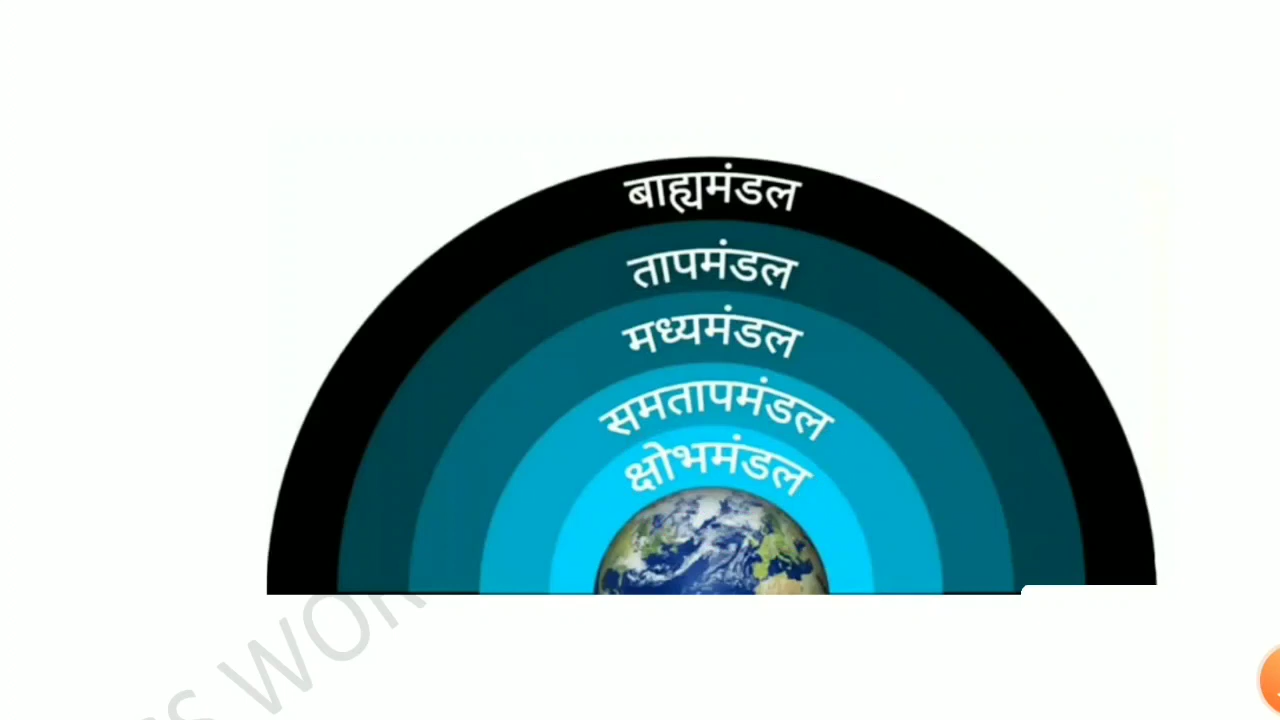 बाह्यमंडल
तापमंडल
मध्यमंडल
समतापमंडल
क्षोभमंडल